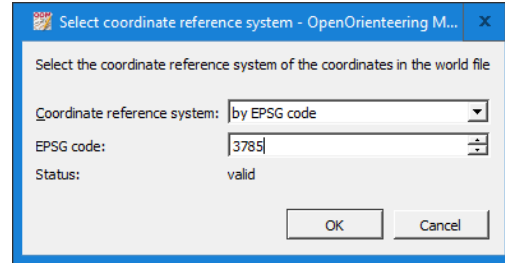 Select coordinate reference system - OpenOrienteering M...
Select the coordinate reference system of the coordinates in the world file
Coordinate reference system: by EPSG code
EPSG code: 3785
Status: valid
OK Cancel